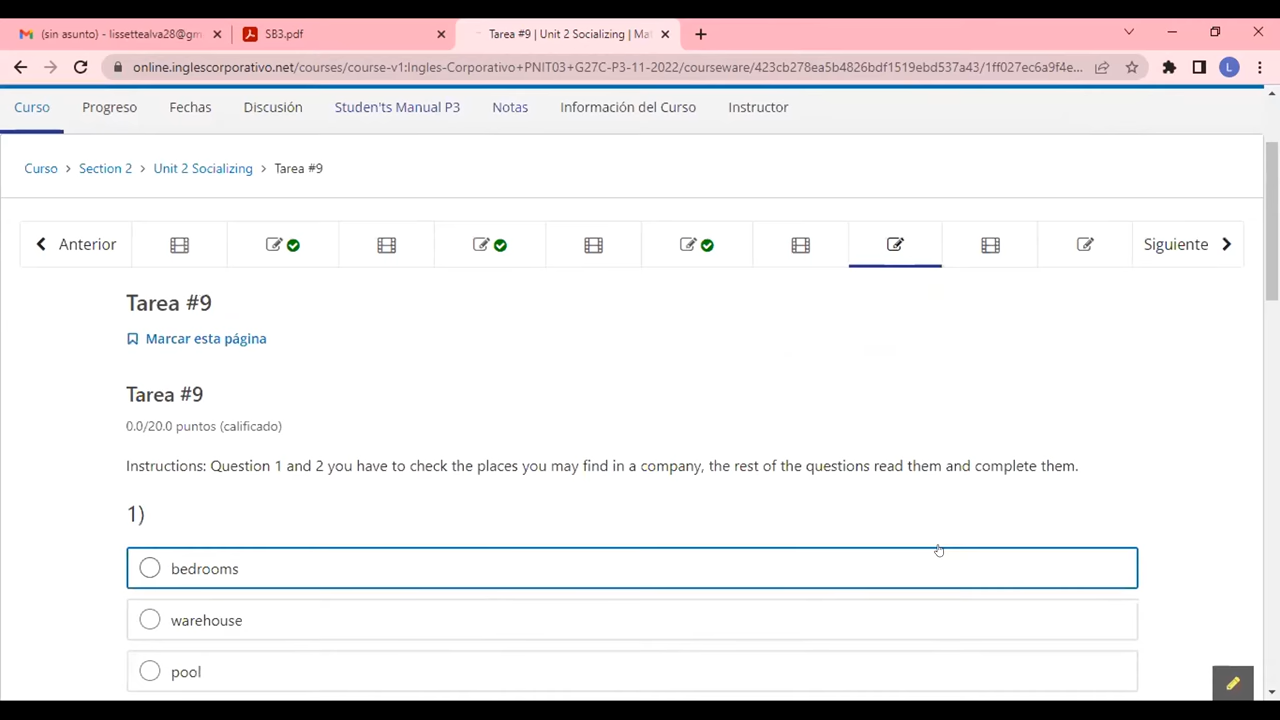 (sin asunto) - lissettealva28@gm
SB3.pdf
Tarea #9 | Unit 2 Socializing | Mat
online.inglescorporativo.net/courses/course-v1:Ingles-Corporativo+PNIT03+G27C-P3-11-2022/courseware/423cb278ea5b4826bdf1519ebd537a43/1ff027ec6a9f4e...
L
Curso
Progreso
Fechas
Discusión
Studen'ts Manual P3
Notas
Información del Curso
Instructor
Curso > Section 2 > Unit 2 Socializing > Tarea #9
Anterior
Siguiente
Tarea #9
Marcar esta página
Tarea #9
0.0/20.0 puntos (calificado)
Instructions: Question 1 and 2 you have to check the places you may find in a company, the rest of the questions read them and complete them.
1)
bedrooms
warehouse
pool